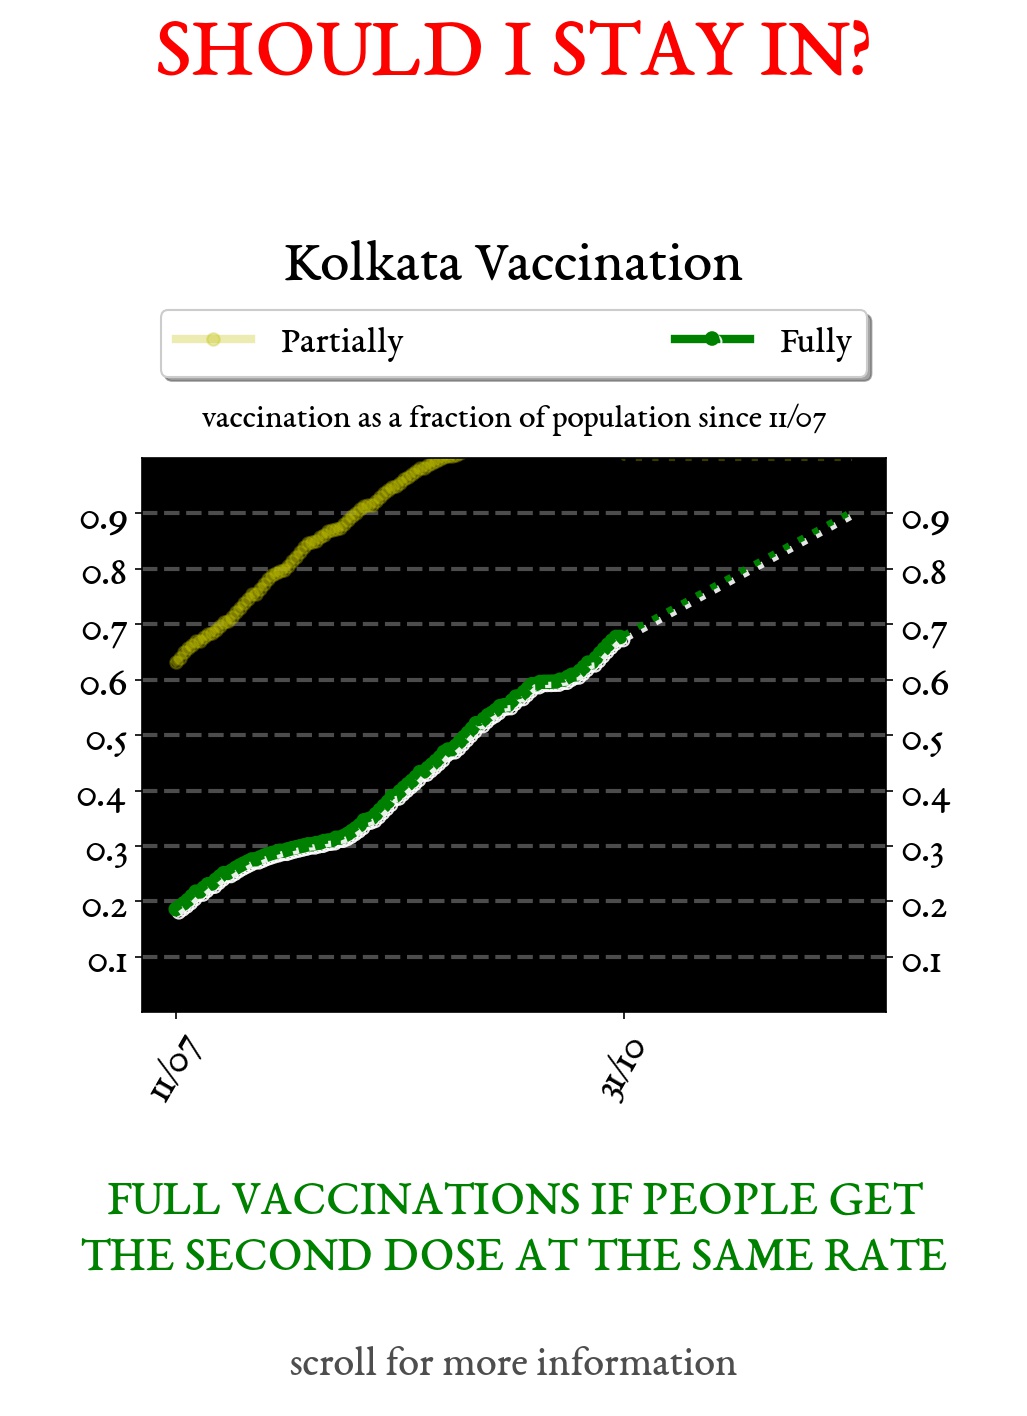 SHOULD I STAY IN?
Kolkata Vaccination
Partially
Fully
vaccination as a fraction of population since 11/07
0.9
0.8
0.7
0.6
0.5
0.4
0.3
0.2
0.1
0.9
0.8
0.7
0.6
0.5
0.4
0.3
0.2
0.1
11/07
31/10
FULL VACCINATIONS IF PEOPLE GET
THE SECOND DOSE AT THE SAME RATE
scroll for more information